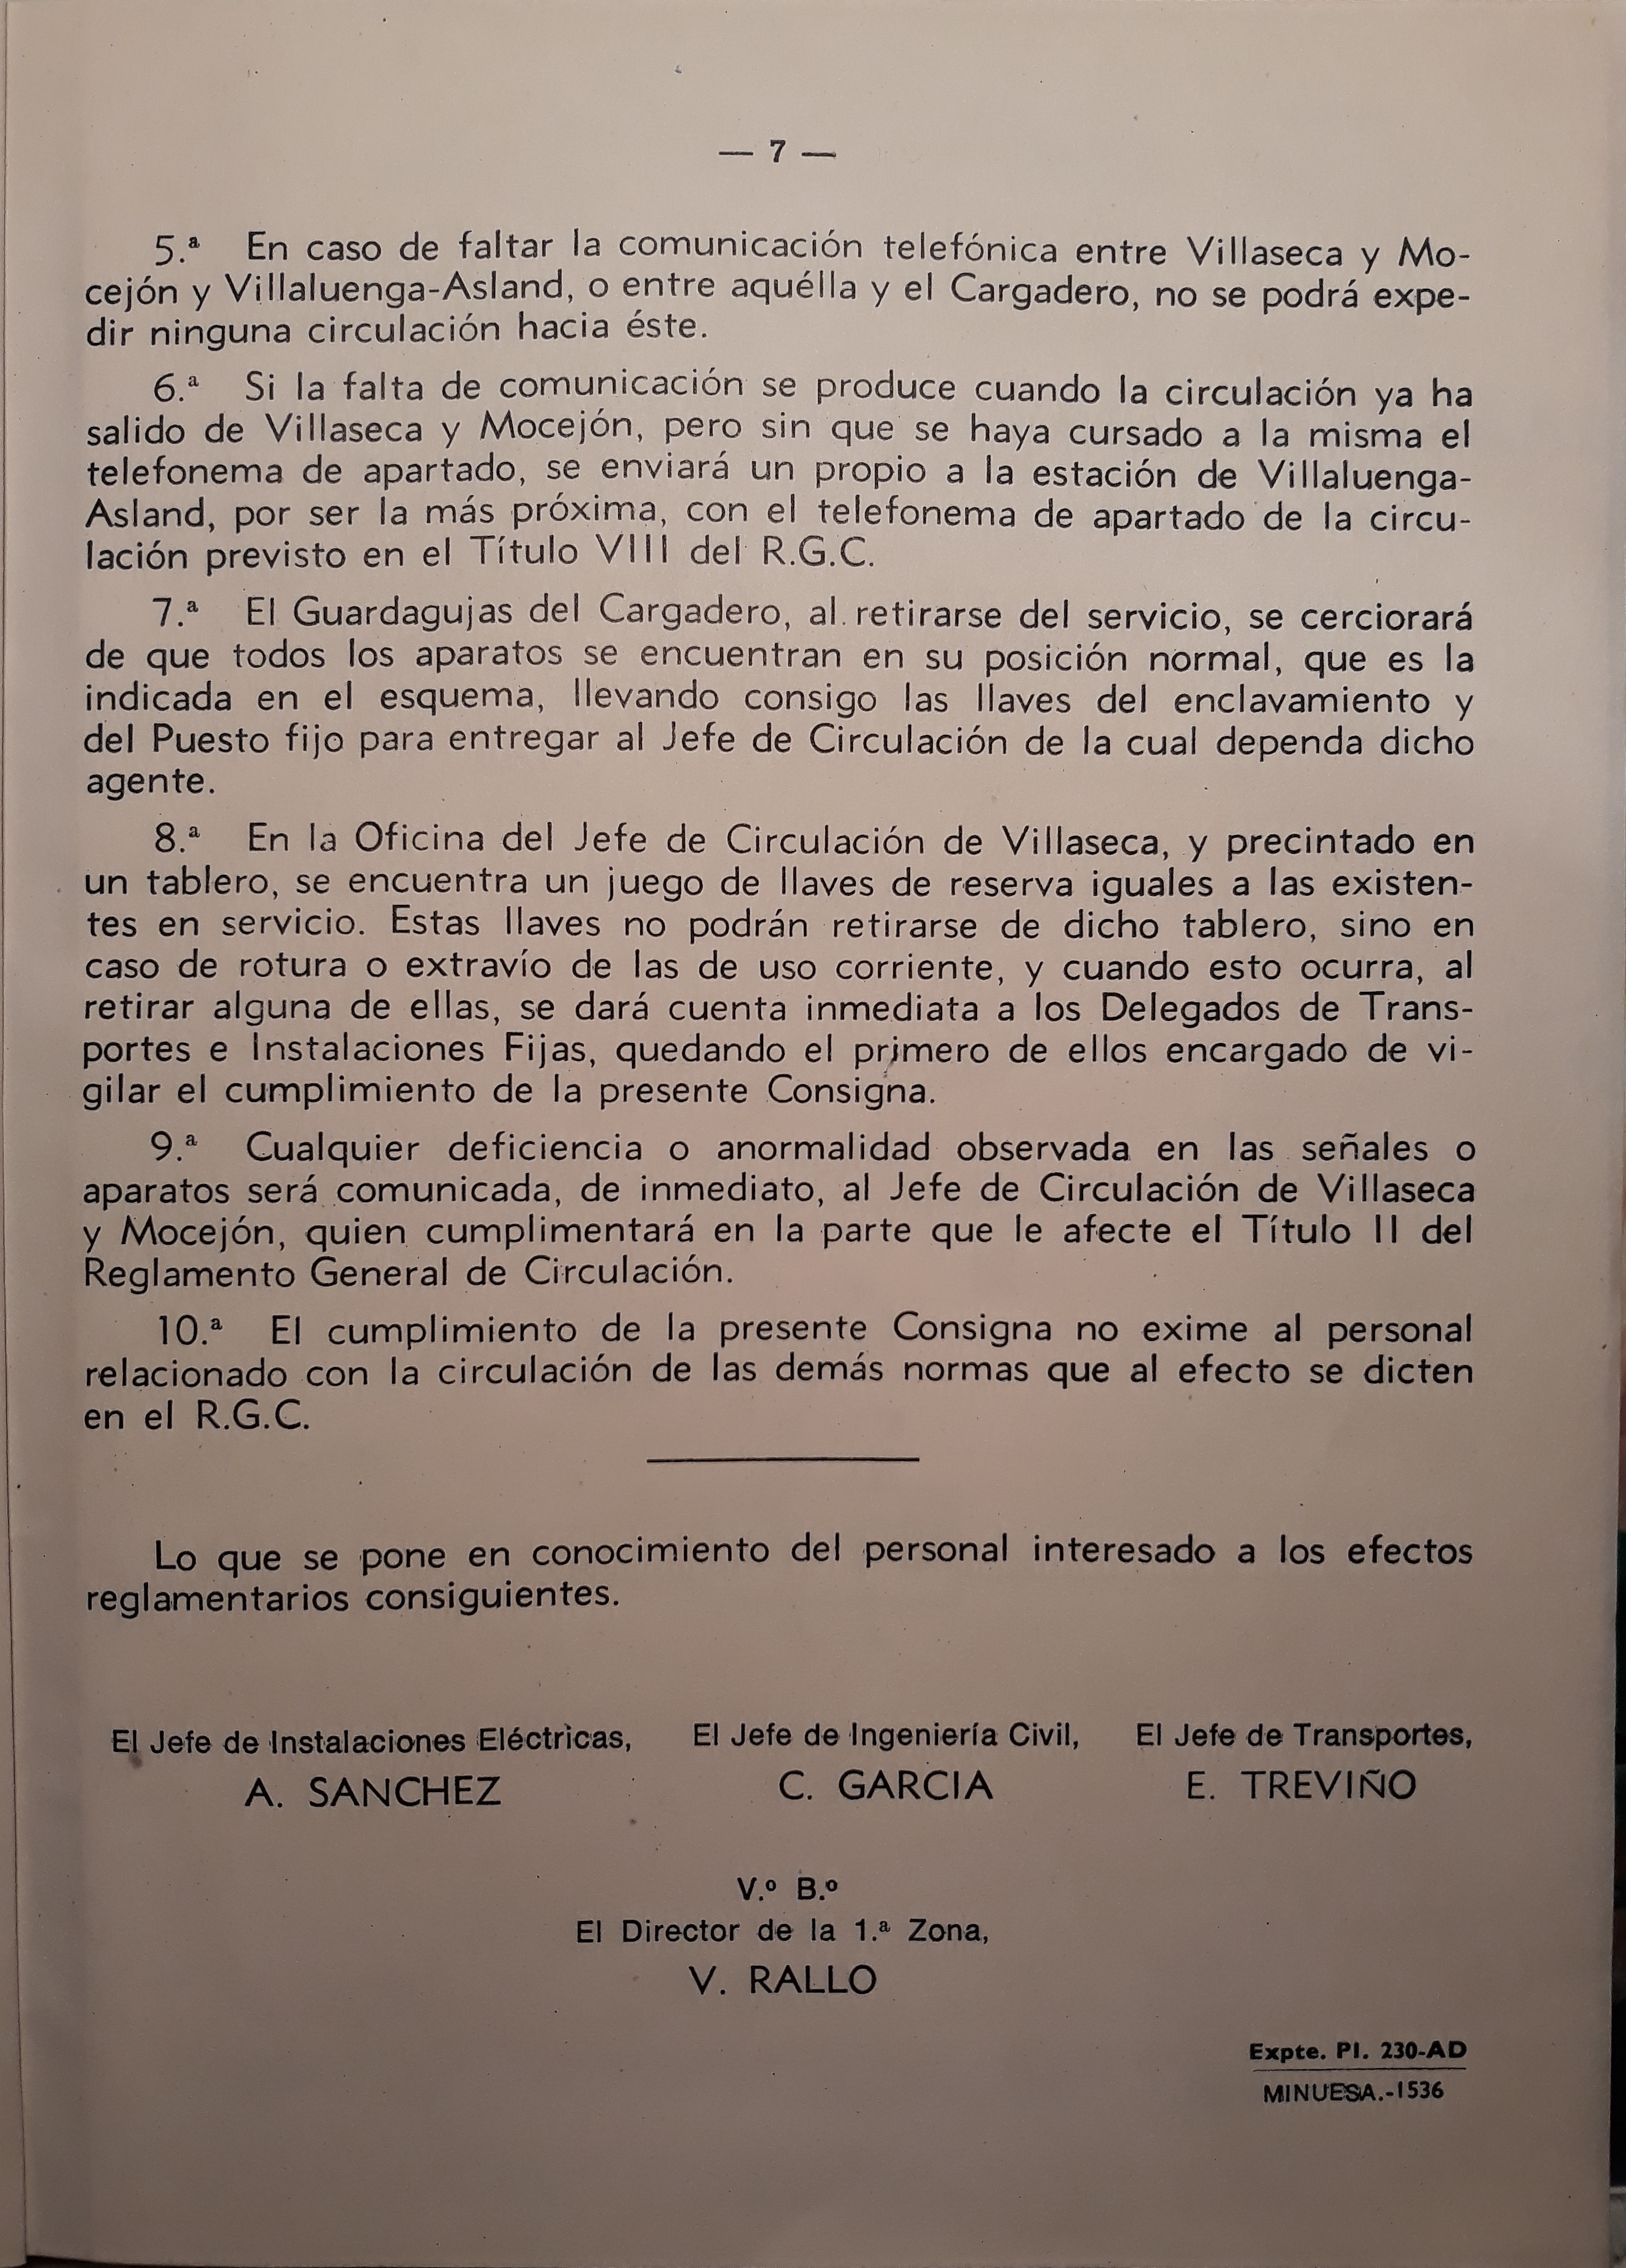 — 7 —
5.ª En caso de faltar la comunicación telefónica entre Villaseca y Mo-
cejón y Villaluenga-Asland, o entre aquélla y el Cargadero, no se podrá expe-
dir ninguna circulación hacia éste.
6.ª Si la falta de comunicación se produce cuando la circulación ya ha
salido de Villaseca y Mocejón, pero sin que se haya cursado a la misma el
telefonema de apartado, se enviará un propio a la estación de Villaluenga-
Asland, por ser la más próxima, con el telefonema de apartado de la circu-
lación previsto en el Título VIII del R.G.C.
7.ª El Guardagujas del Cargadero, al retirarse del servicio, se cerciorará
de que todos los aparatos se encuentran en su posición normal, que es la
indicada en el esquema, llevando consigo las llaves del enclavamiento y
del Puesto fijo para entregar al Jefe de Circulación de la cual dependa dicho
agente.
8.ª En la Oficina del Jefe de Circulación de Villaseca, y precintado en
un tablero, se encuentra un juego de llaves de reserva iguales a las existen-
tes en servicio. Estas llaves no podrán retirarse de dicho tablero, sino en
caso de rotura o extravío de las de uso corriente, y cuando esto ocurra, al
retirar alguna de ellas, se dará cuenta inmediata a los Delegados de Trans-
portes e Instalaciones Fijas, quedando el primero de ellos encargado de vi-
gilar el cumplimiento de la presente Consigna.
9.ª Cualquier deficiencia o anormalidad observada en las señales o
aparatos será comunicada, de inmediato, al Jefe de Circulación de Villaseca
y Mocejón, quien cumplimentará en la parte que le afecte el Título II del
Reglamento General de Circulación.
10.ª El cumplimiento de la presente Consigna no exime al personal
relacionado con la circulación de las demás normas que al efecto se dicten
en el R.G.C.
Lo que se pone en conocimiento del personal interesado a los efectos
reglamentarios consiguientes.
El Jefe de Instalaciones Eléctricas, El Jefe de Ingeniería Civil, El Jefe de Transportes,
A. SANCHEZ C. GARCIA E. TREVIÑO
V.º B.º
El Director de la 1.ª Zona,
V. RALLO
Expte. Pl. 230-AD
MINUESA.-1536